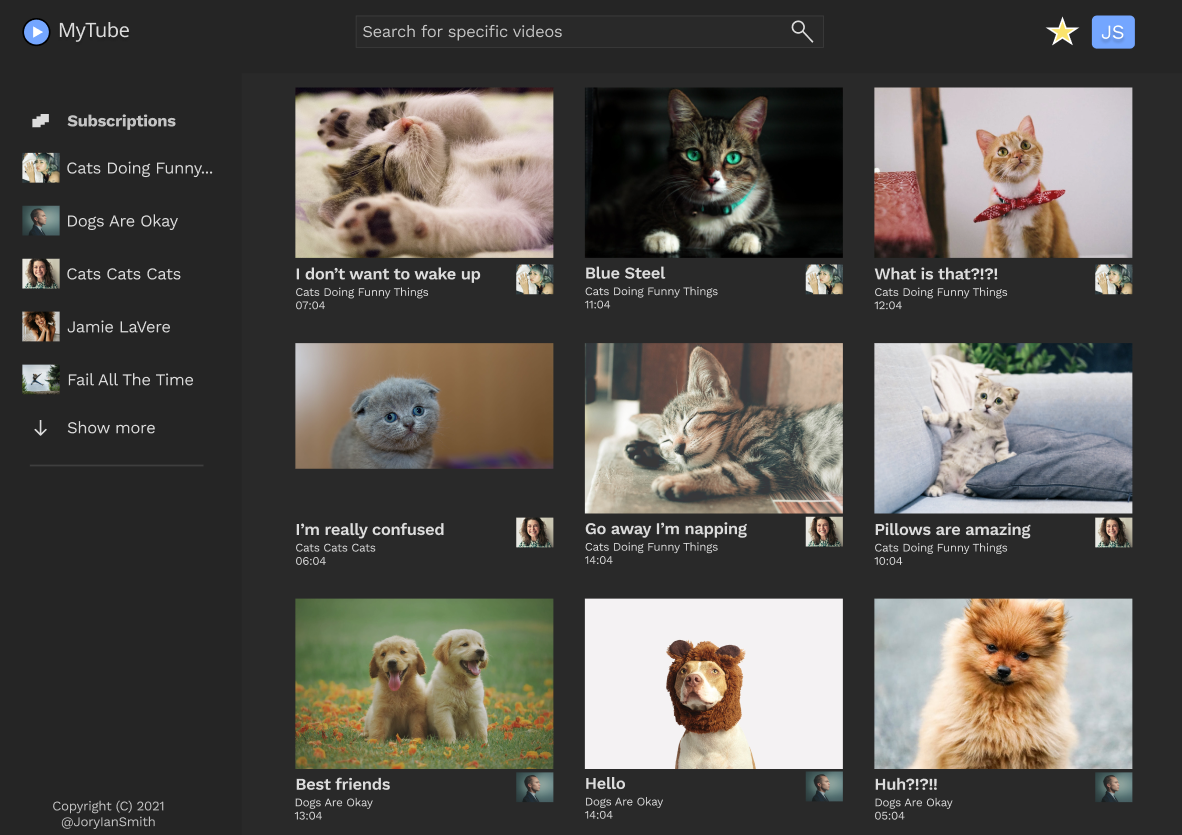 MyTube
Search for specific videos
JS
Subscriptions
Cats Doing Funny...
Dogs Are Okay
Cats Cats Cats
Jamie LaVere
Fail All The Time
Show more
I don’t want to wake up
Cats Doing Funny Things
07:04
Blue Steel
Cats Doing Funny Things
11:04
What is that?!?!
Cats Doing Funny Things
12:04
I’m really confused
Cats Cats Cats
06:04
Go away I’m napping
Cats Doing Funny Things
14:04
Pillows are amazing
Cats Doing Funny Things
10:04
Best friends
Dogs Are Okay
13:04
Hello
Dogs Are Okay
14:04
Huh?!?!!
Dogs Are Okay
05:04
Copyright (C) 2021
@JoryIanSmith